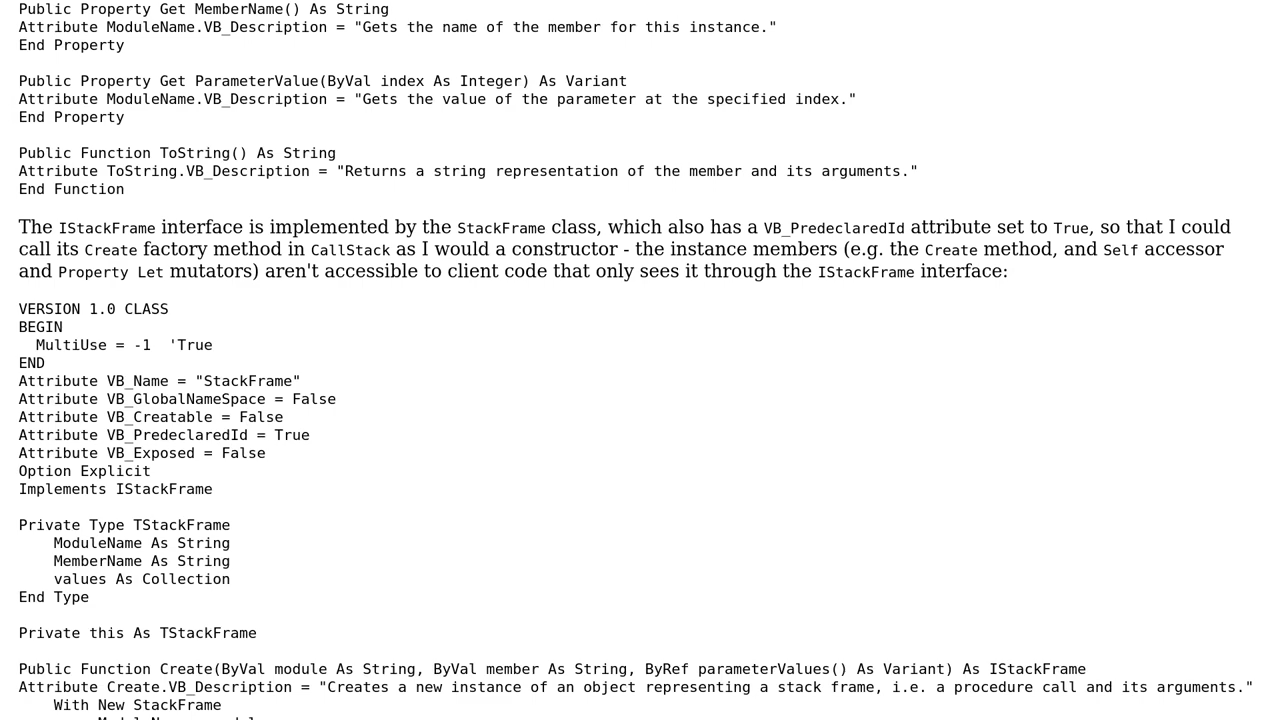 Public Property Get MemberName() As String
Attribute ModuleName.VB_Description = "Gets the name of the member for this instance."
End Property
Public Property Get ParameterValue(ByVal index As Integer) As Variant
Attribute ModuleName.VB_Description = "Gets the value of the parameter at the specified index."
End Property
Public Function ToString() As String
Attribute ToString.VB_Description = "Returns a string representation of the member and its arguments."
End Function
The IStackFrame interface is implemented by the StackFrame class, which also has a VB_PredeclaredId attribute set to True, so that I could
call its Create factory method in CallStack as I would a constructor - the instance members (e.g. the Create method, and Self accessor
and Property Let mutators) aren't accessible to client code that only sees it through the IStackFrame interface:
VERSION 1.0 CLASS
BEGIN
  MultiUse = -1  'True
END
Attribute VB_Name = "StackFrame"
Attribute VB_GlobalNameSpace = False
Attribute VB_Creatable = False
Attribute VB_PredeclaredId = True
Attribute VB_Exposed = False
Option Explicit
Implements IStackFrame
Private Type TStackFrame
    ModuleName As String
    MemberName As String
    values As Collection
End Type
Private this As TStackFrame
Public Function Create(ByVal module As String, ByVal member As String, ByRef parameterValues() As Variant) As IStackFrame
Attribute Create.VB_Description = "Creates a new instance of an object representing a stack frame, i.e. a procedure call and its arguments."
    With New StackFrame